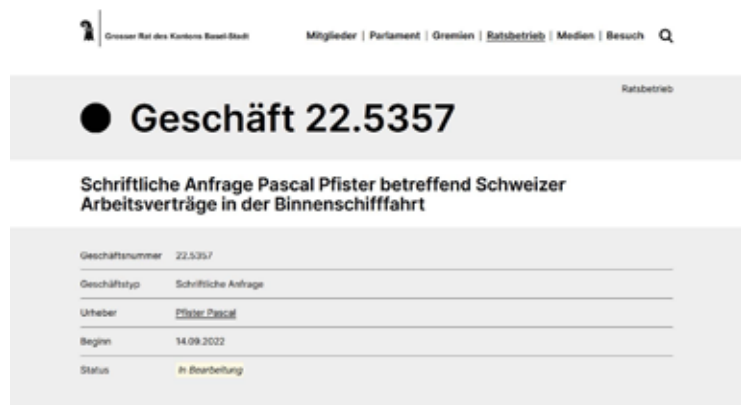 Grosser Rat des Kantons Basel-Stadt
Mitglieder | Parlament | Gremien | Ratsbetrieb | Medien | Besuch
Ratsbetrieb
Geschäft 22.5357
Schriftliche Anfrage Pascal Pfister betreffend Schweizer
Arbeitsverträge in der Binnenschifffahrt
Geschäftsnummer 22.5357
Geschäftstyp Schriftliche Anfrage
Urheber Pfister Pascal
Beginn 14.09.2022
Status In Bearbeitung